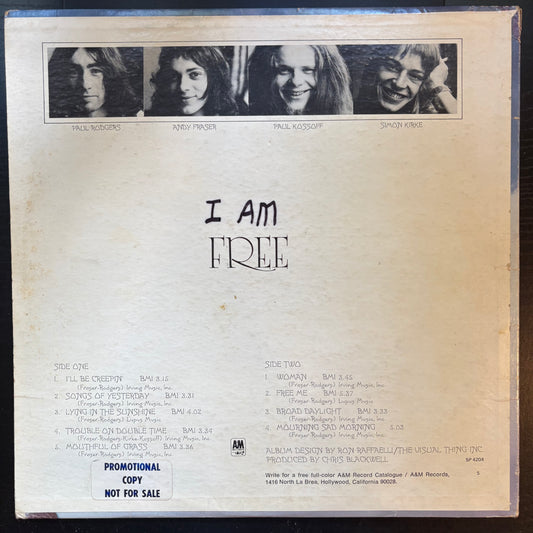 PAUL RODGERS ANDY FRASER PAUL KOSSOFF SIMON KIRKE
I AM
FREE
SIDE ONE
1. I'LL BE CREEPIN' BMI 3.15
(Fraser-Rodgers) Irving Music, Inc.
2. SONGS OF YESTERDAY BMI 3.31
(Fraser-Rodgers) Irving Music, Inc.
3. LYING IN THE SUNSHINE BMI 4.02
(Fraser-Rodgers) Lupus Music
4. TROUBLE ON DOUBLE TIME BMI 3.34
(Fraser-Rodgers-Kirke-Kossoff) Irving Music, Inc.
5. MOUTHFUL OF GRASS BMI 3.36
(Fraser-Rodgers) Irving Music, Inc.
PROMOTIONAL
COPY
NOT FOR SALE
A&M
SIDE TWO
1. WOMAN BMI 3.45
(Fraser-Rodgers) Irving Music, Inc.
2. FREE ME BMI 5.37
(Fraser-Rodgers) Lupus Music
3. BROAD DAYLIGHT BMI 3.33
(Fraser-Rodgers) Irving Music, Inc.
4. MOURNING SAD MORNING 5.03
(Fraser-Rodgers) Irving Music, Inc.
ALBUM DESIGN BY RON RAFFAELLI/THE VISUAL THING INC.
PRODUCED BY CHRIS BLACKWELL
SP 4204
Write for a free full-color A&M Record Catalogue / A&M Records, 5
1416 North La Brea, Hollywood, California 90028.